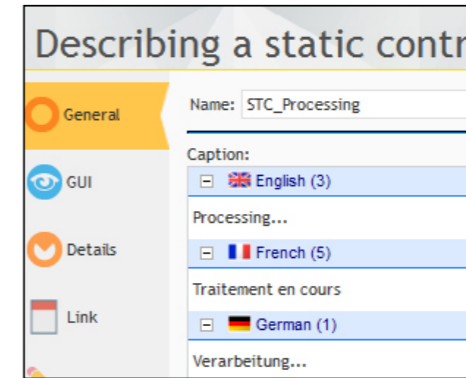 Describing a static contr
General
GUI
Details
Link
Name: STC_Processing
Caption:
English (3)
Processing...
French (5)
Traitement en cours
German (1)
Verarbeitung...